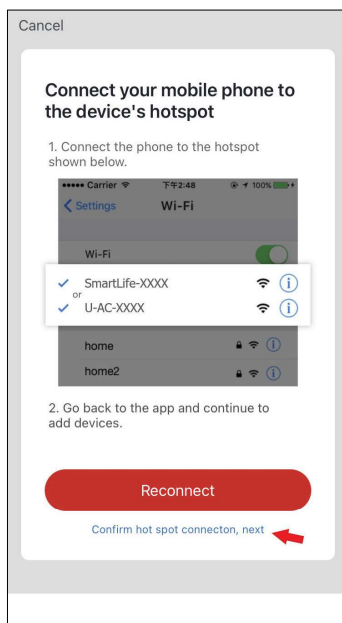 Cancel
Connect your mobile phone to
the device's hotspot
1. Connect the phone to the hotspot
shown below.
Carrier 下午2:48 100%
Settings Wi-Fi
Wi-Fi
SmartLife-XXXX
or
U-AC-XXXX
home
home2
2. Go back to the app and continue to
add devices.
Reconnect
Confirm hot spot connecton, next